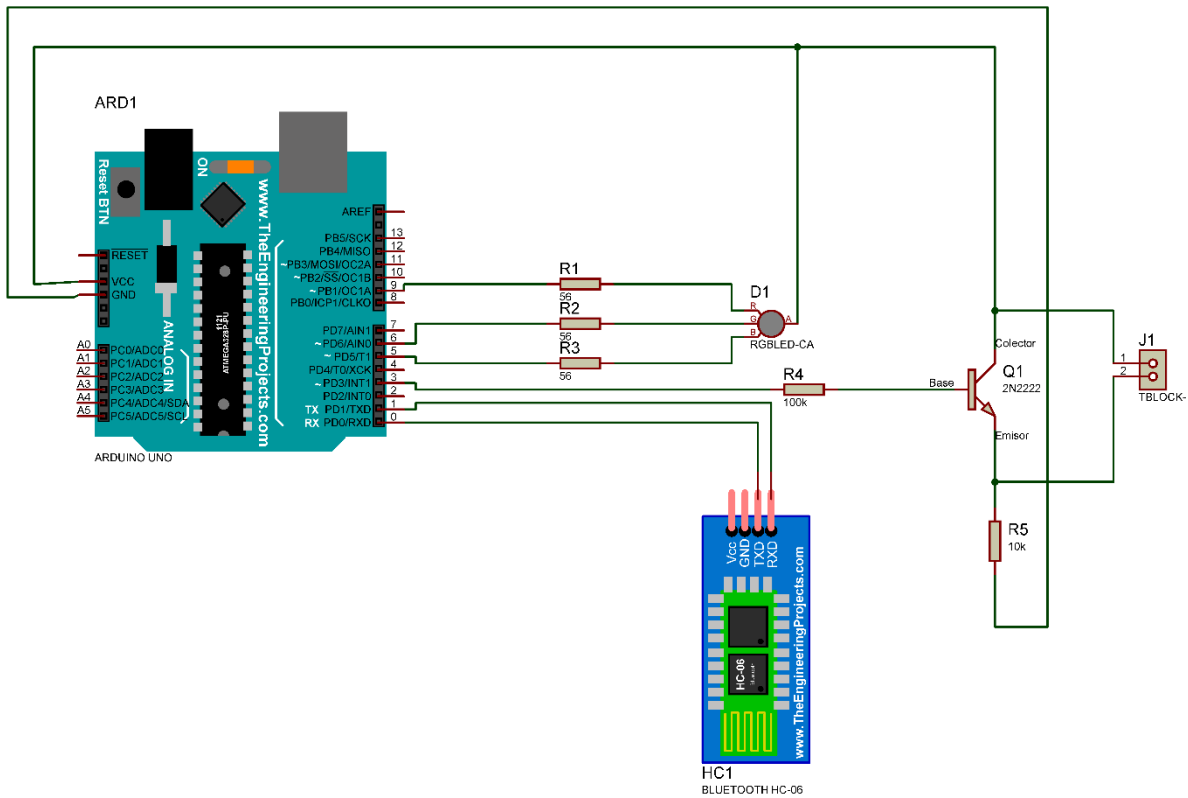 ARD1
Reset BTN
ON
www.TheEngineeringProjects.com
RESET
VCC
GND
ANALOG IN
1121
ATMEGA328P-PU
AREF
13 PB5/SCK
12 PB4/MISO
11 ~PB3/MOSI/OC2A
10 ~PB2/SS/OC1B
9 ~PB1/OC1A
8 PB0/ICP1/CLKO
7 PD7/AIN1
6 ~PD6/AIN0
5 ~PD5/T1
4 PD4/T0/XCK
3 ~PD3/INT1
2 PD2/INT0
1 TX PD1/TXD
0 RX PD0/RXD
A0 PC0/ADC0
A1 PC1/ADC1
A2 PC2/ADC2
A3 PC3/ADC3
A4 PC4/ADC4/SDA
A5 PC5/ADC5/SCL
ARDUINO UNO
R1
56
R2
56
R3
56
D1
R
G
B
A
RGBLED-CA
R4
100k
Base
Colector
Q1
2N2222
Emisor
J1
1
2
TBLOCK-
R5
10k
Vcc
GND
TXD
RXD
HC-06
www.TheEngineeringProjects.com
HC1
BLUETOOTH HC-06